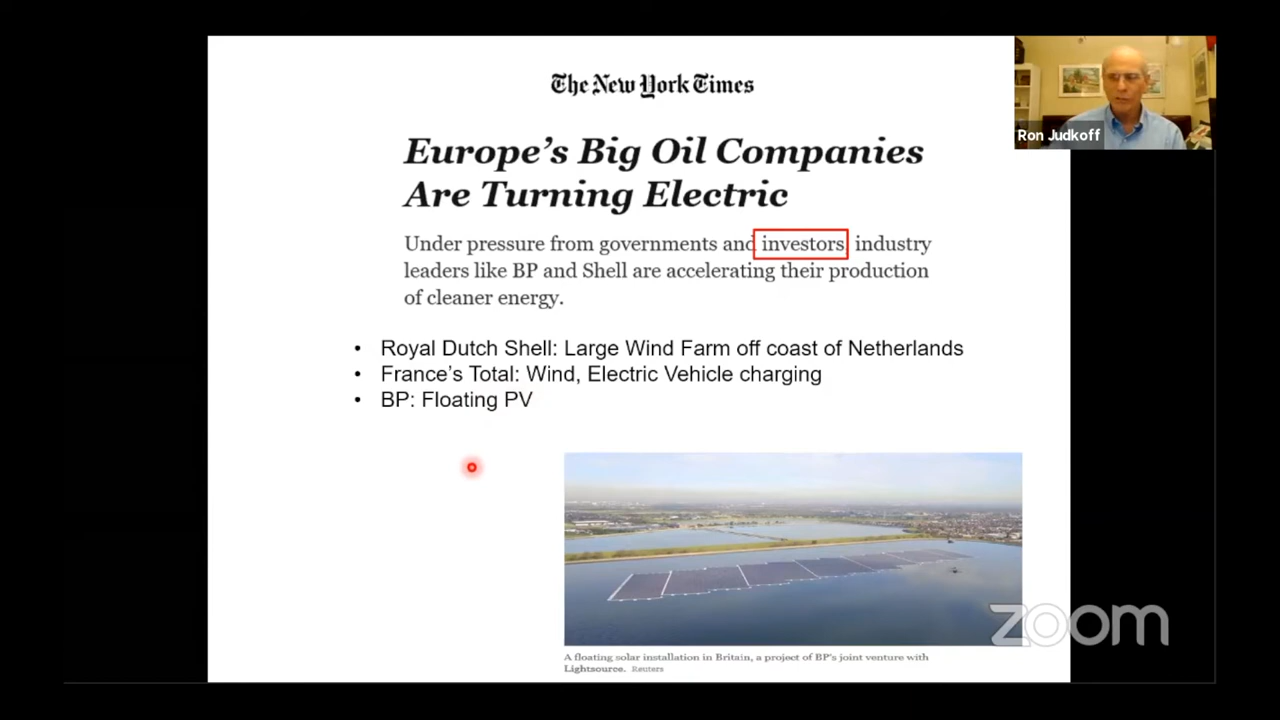 The New York Times
Ron Judkoff
Europe's Big Oil Companies
Are Turning Electric
Under pressure from governments and investors, industry
leaders like BP and Shell are accelerating their production
of cleaner energy.
• Royal Dutch Shell: Large Wind Farm off coast of Netherlands
• France's Total: Wind, Electric Vehicle charging
• BP: Floating PV
zoom
A floating solar installation in Britain, a project of BP's joint venture with
Lightsource. Reuters